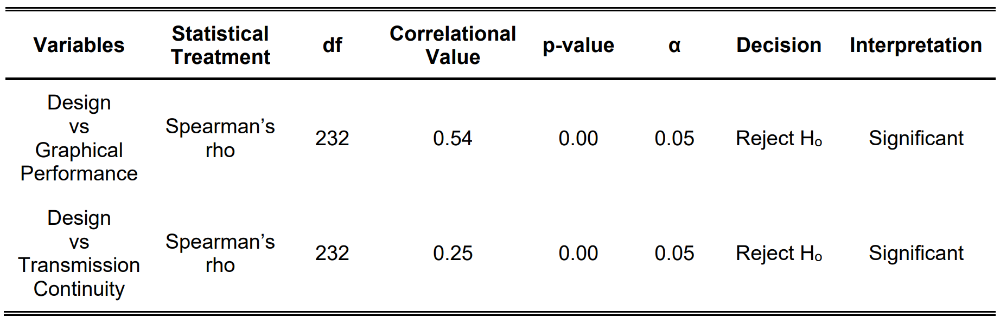 Variables Statistical Treatment df Correlational Value p-value α Decision Interpretation
Design vs Graphical Performance Spearman’s rho 232 0.54 0.00 0.05 Reject Hₒ Significant
Design vs Transmission Continuity Spearman’s rho 232 0.25 0.00 0.05 Reject Hₒ Significant